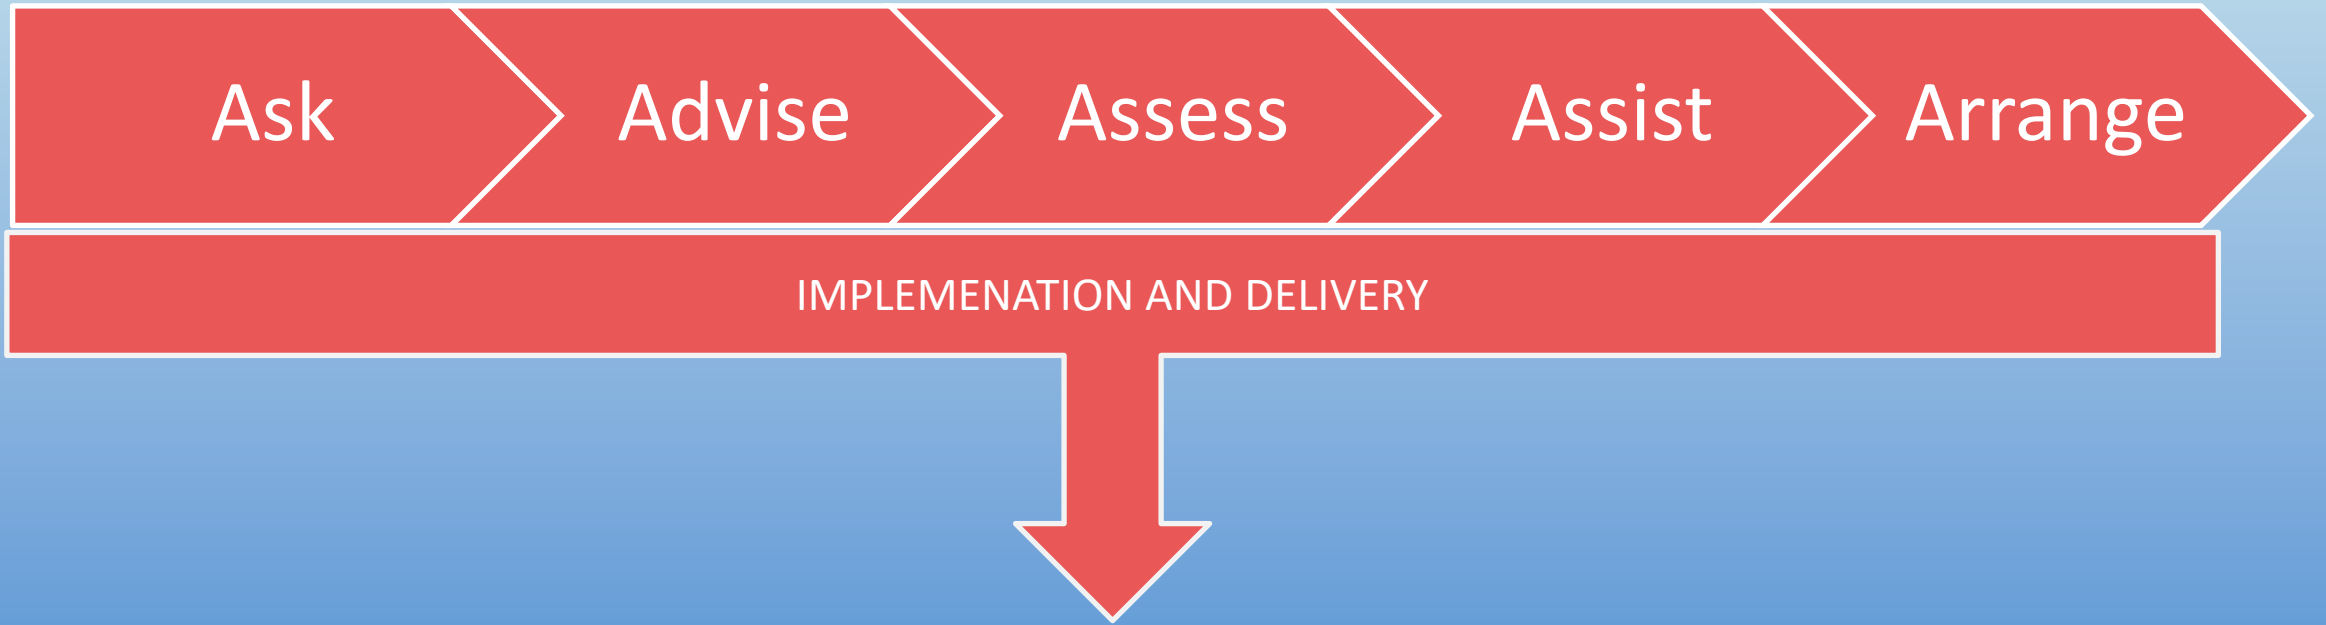 Ask Advise Assess Assist Arrange
IMPLEMENATION AND DELIVERY